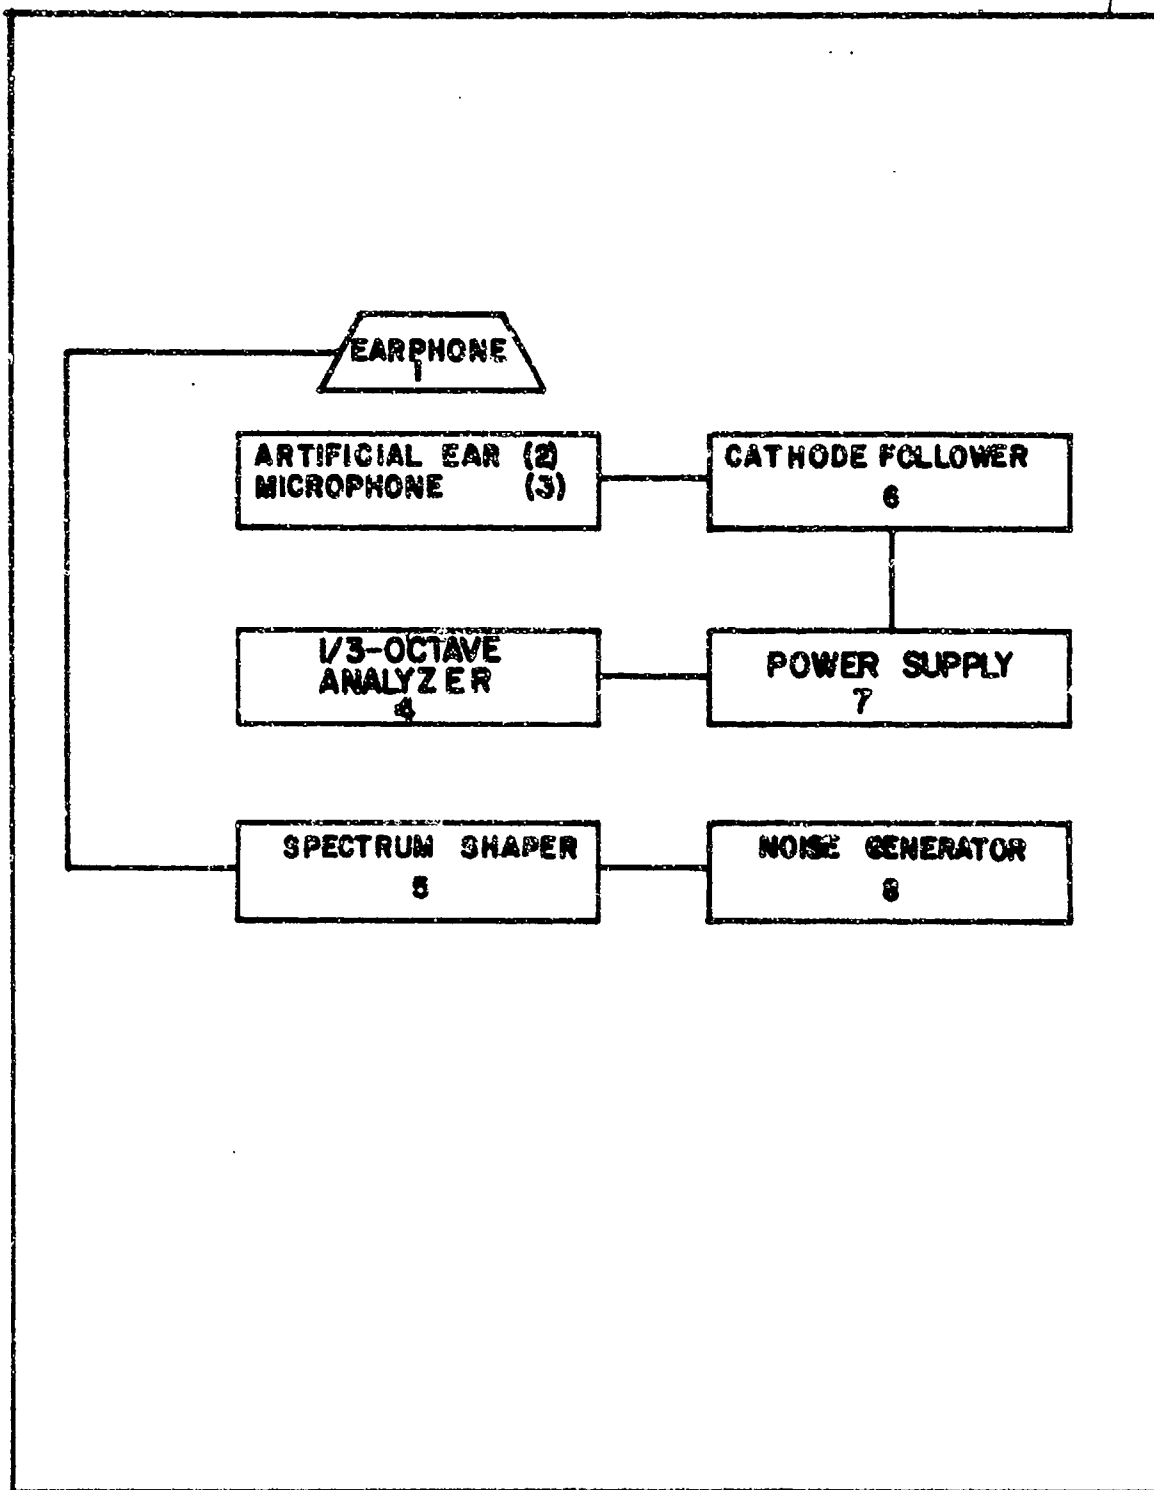 EARPHONE
1
ARTIFICIAL EAR (2)
MICROPHONE (3)
CATHODE FOLLOWER
6
1/3-OCTAVE
ANALYZER
4
POWER SUPPLY
7
SPECTRUM SHAPER
5
NOISE GENERATOR
8